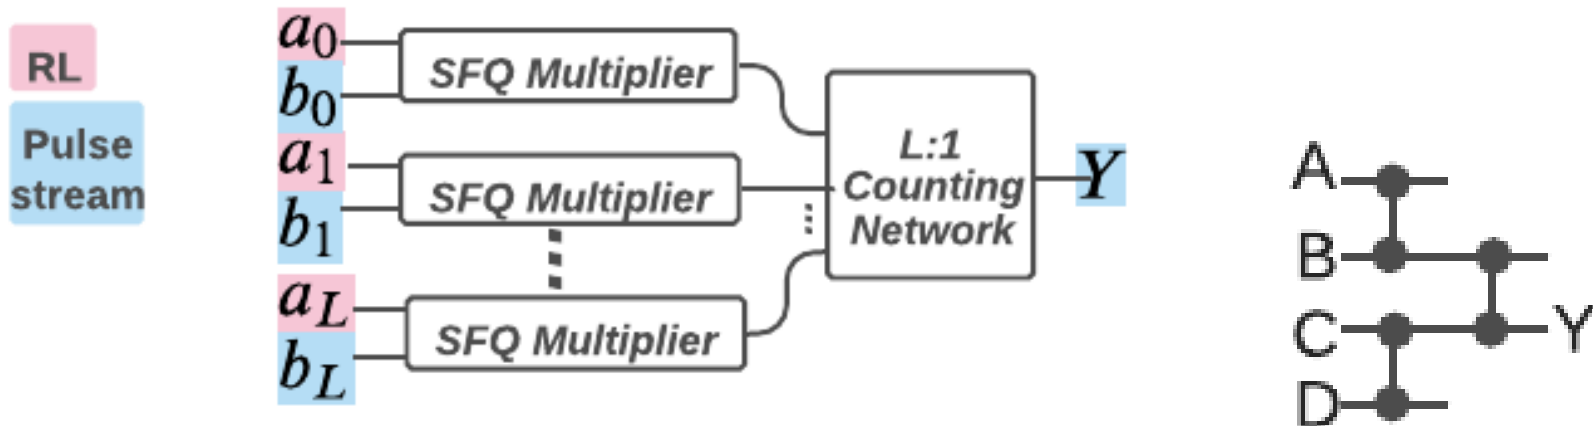 RL
Pulse
stream
a0
b0
a1
b1
aL
bL
SFQ Multiplier
SFQ Multiplier
SFQ Multiplier
L:1
Counting
Network
Y
A
B
C
D
Y